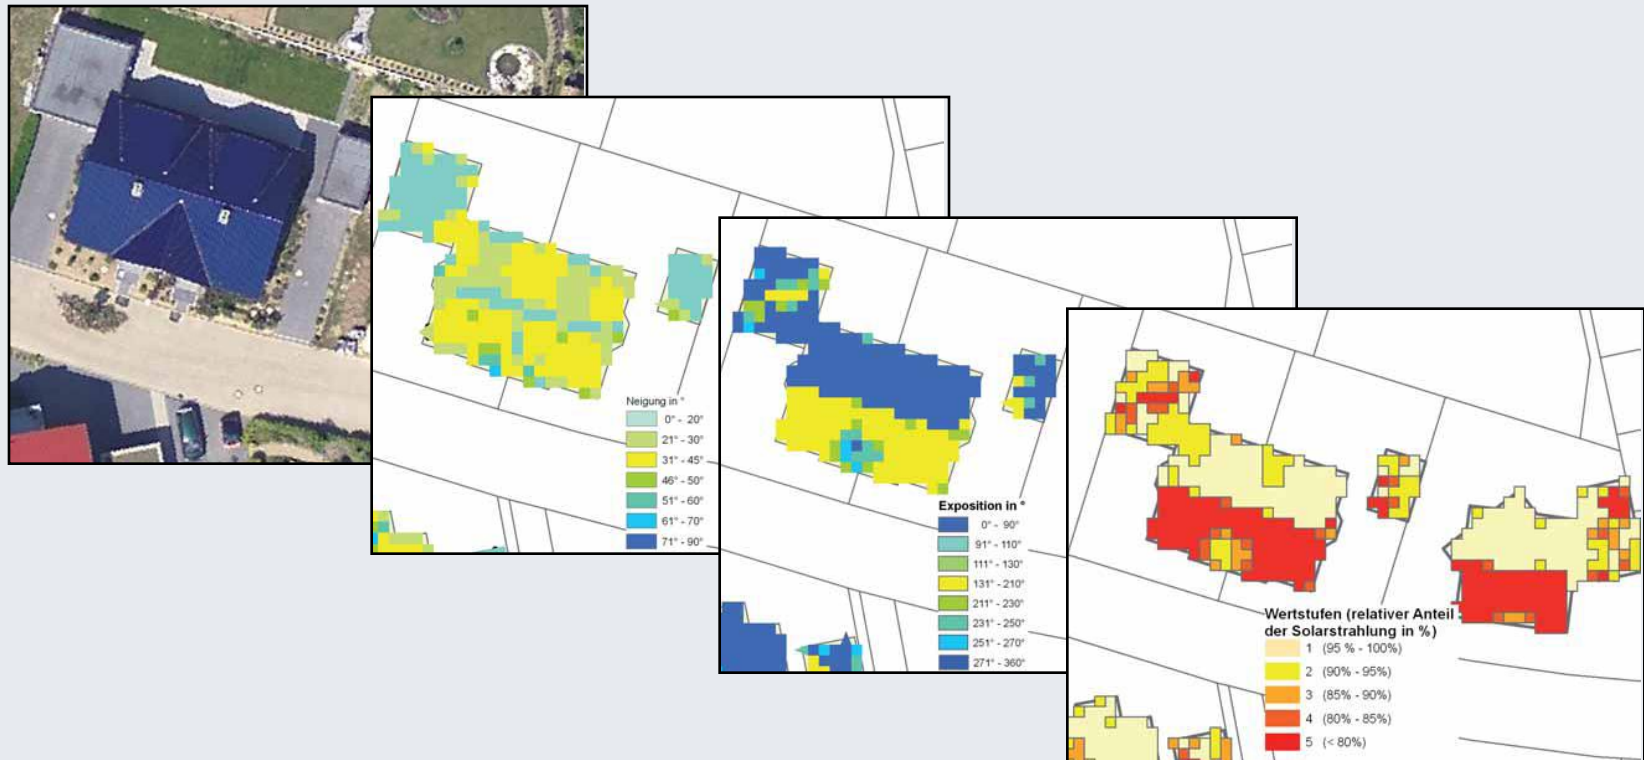 Neigung in °
0° - 20°
21° - 30°
31° - 45°
46° - 50°
51° - 60°
61° - 70°
71° - 90°
Exposition in °
0° - 90°
91° - 110°
111° - 130°
131° - 210°
211° - 230°
231° - 250°
251° - 270°
271° - 360°
Wertstufen (relativer Anteil
der Solarstrahlung in %)
1 (95 % - 100%)
2 (90% - 95%)
3 (85% - 90%)
4 (80% - 85%)
5 (< 80%)